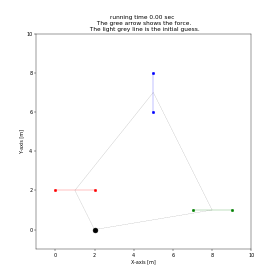 running time 0.00 sec
The gree arrow shows the force.
The light grey line is the initial guess.
Y-axis [m]
10
8
6
4
2
0
0
2
4
6
8
10
X-axis [m]